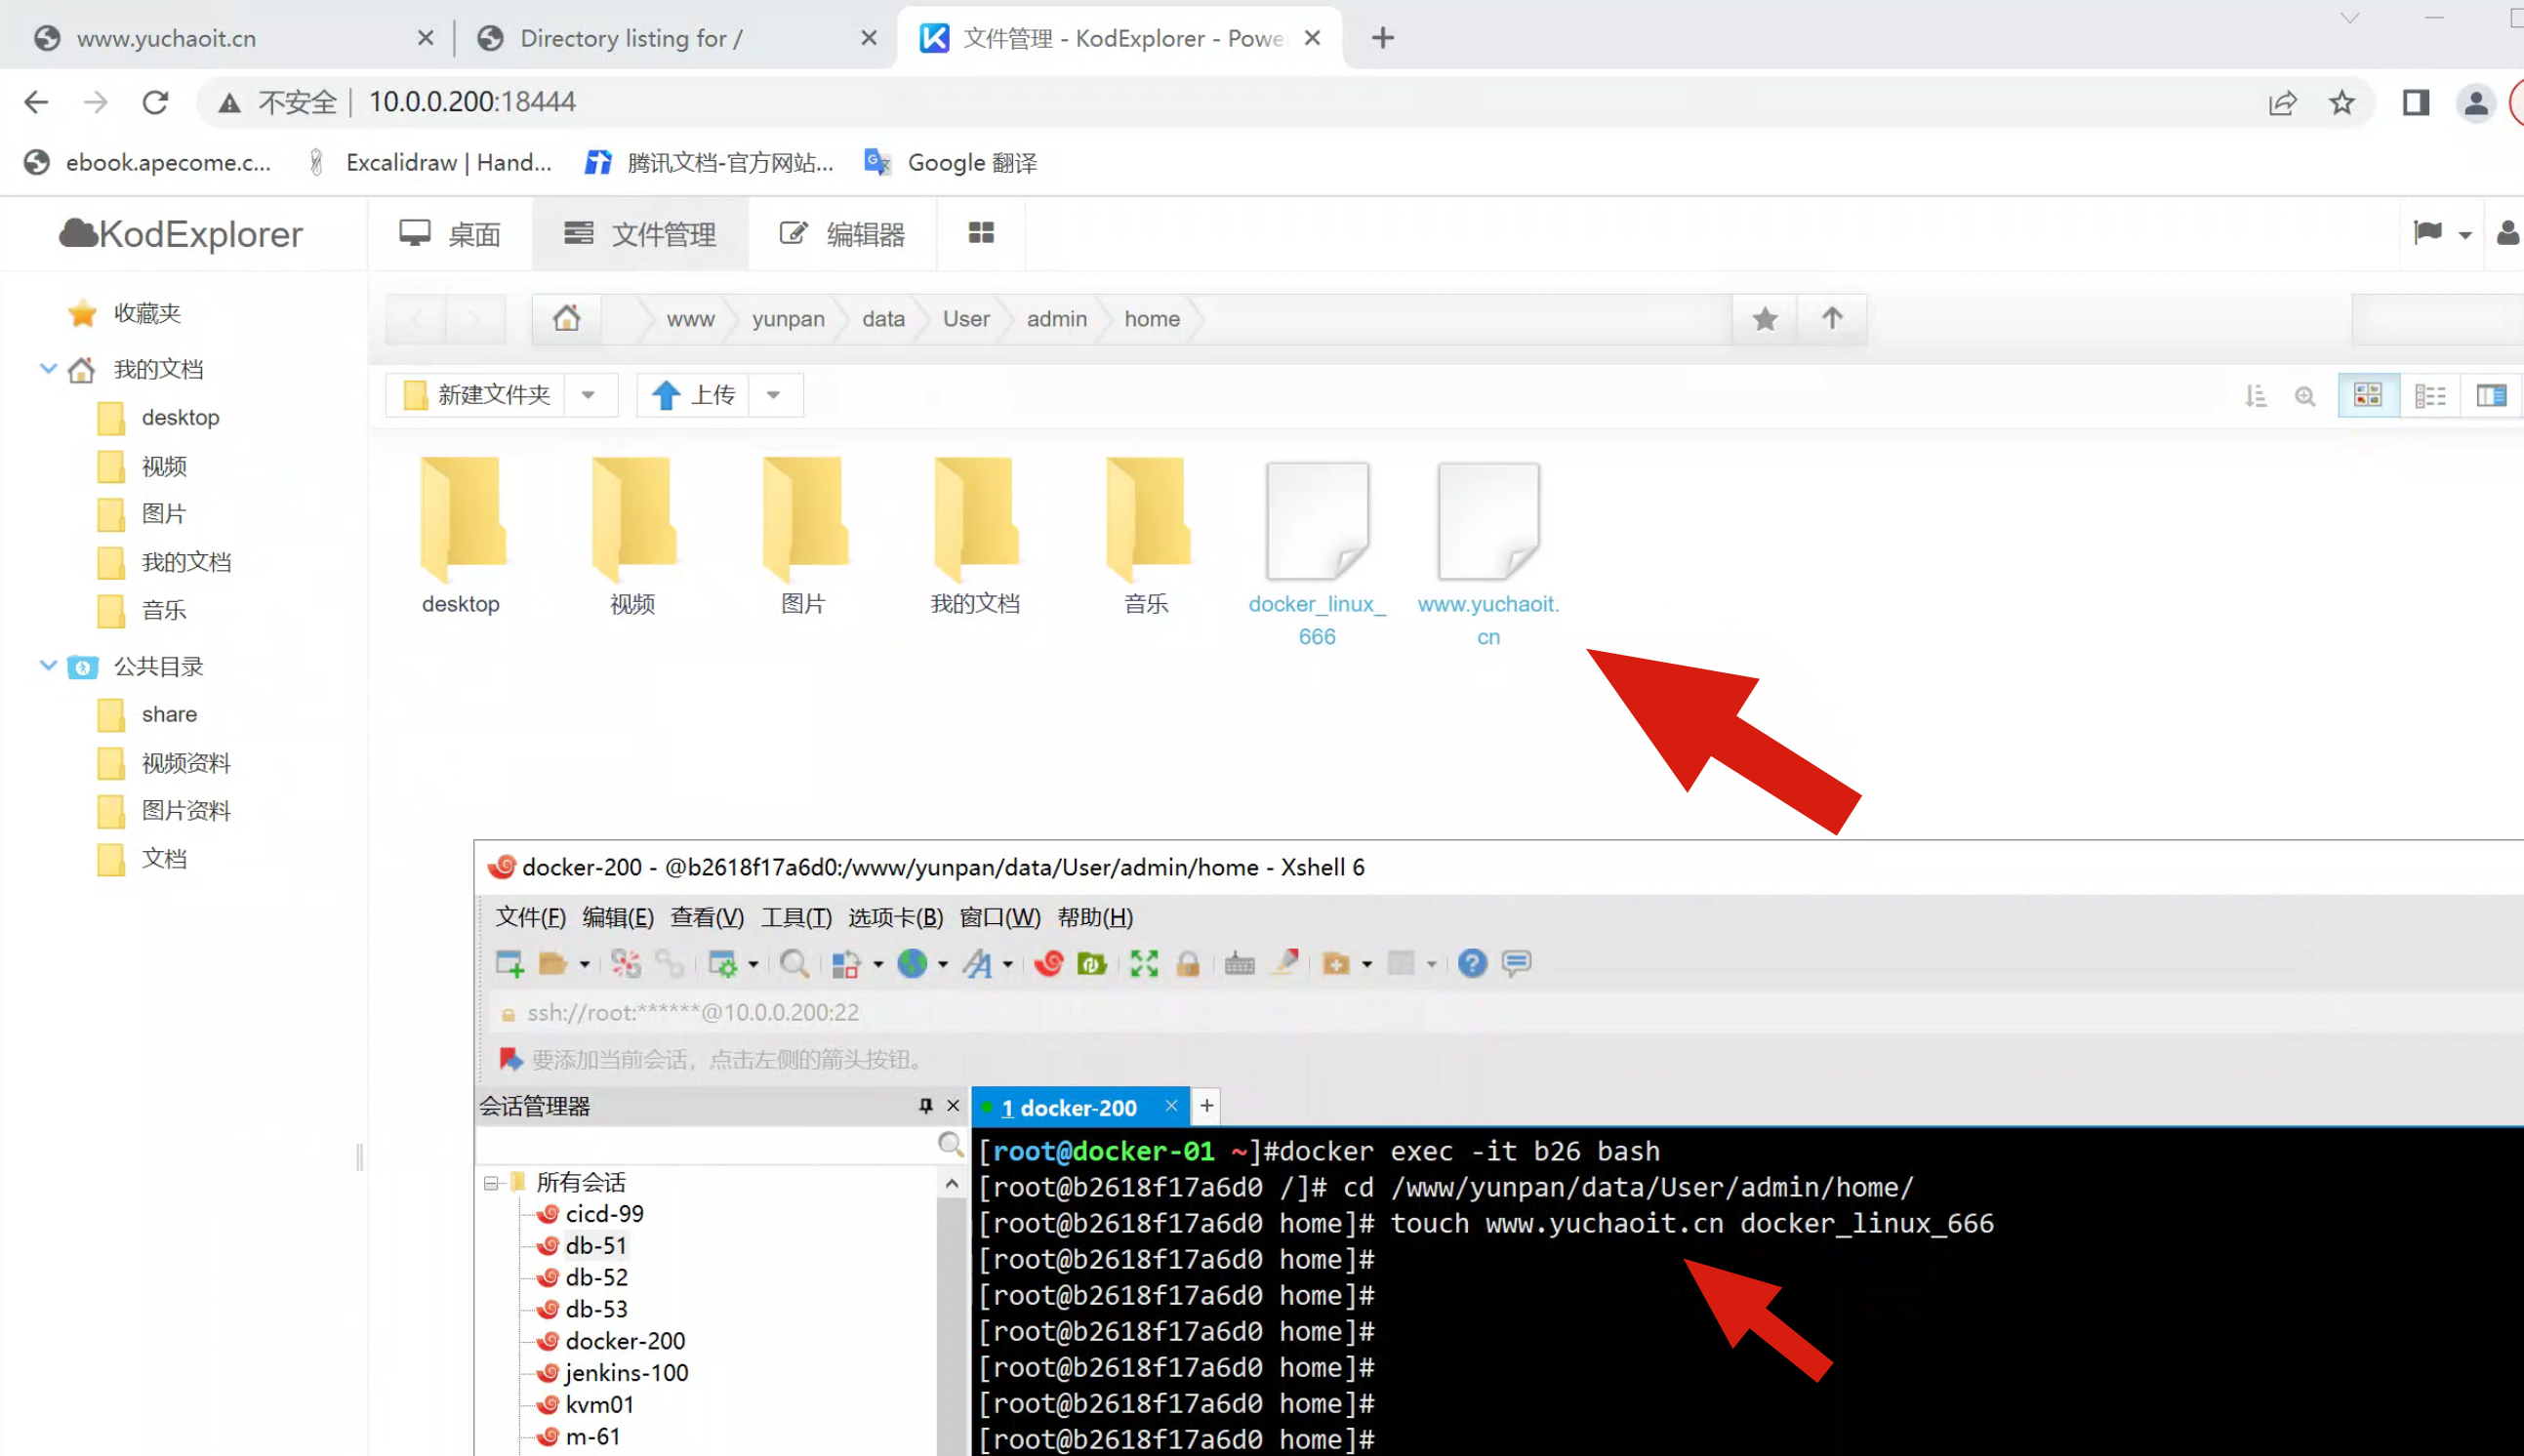 www.yuchaoit.cn
Directory listing for /
文件管理 - KodExplorer - Powe
不安全 | 10.0.0.200:18444
ebook.apecome.c...
Excalidraw | Hand...
腾讯文档-官方网站...
Google 翻译
KodExplorer
桌面
文件管理
编辑器
收藏夹
我的文档
desktop
视频
图片
我的文档
音乐
公共目录
share
视频资料
图片资料
文档
www
yunpan
data
User
admin
home
新建文件夹
上传
desktop
视频
图片
我的文档
音乐
docker_linux_
666
www.yuchaoit.
cn
docker-200 - @b2618f17a6d0:/www/yunpan/data/User/admin/home - Xshell 6
文件(F) 编辑(E) 查看(V) 工具(T) 选项卡(B) 窗口(W) 帮助(H)
ssh://root:******@10.0.0.200:22
要添加当前会话，点击左侧的箭头按钮。
会话管理器
所有会话
cicd-99
db-51
db-52
db-53
docker-200
jenkins-100
kvm01
m-61
1 docker-200
[root@docker-01 ~]#docker exec -it b26 bash
[root@b2618f17a6d0 /]# cd /www/yunpan/data/User/admin/home/
[root@b2618f17a6d0 home]# touch www.yuchaoit.cn docker_linux_666
[root@b2618f17a6d0 home]#
[root@b2618f17a6d0 home]#
[root@b2618f17a6d0 home]#
[root@b2618f17a6d0 home]#
[root@b2618f17a6d0 home]#
[root@b2618f17a6d0 home]#